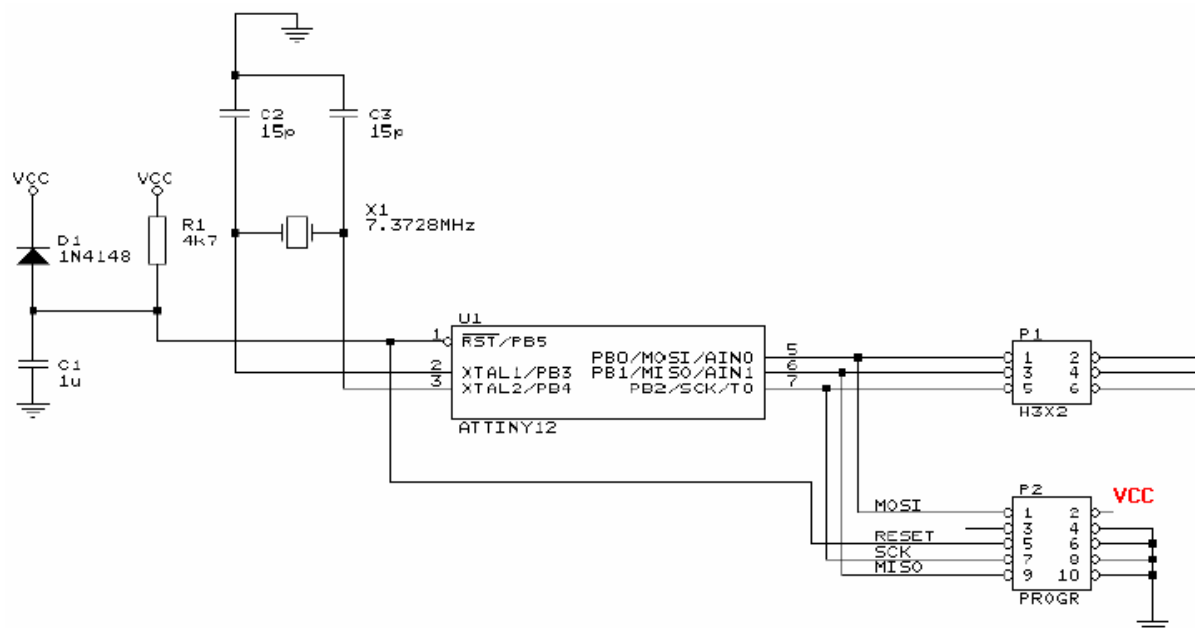 C2
15p
C3
15p
VCC
VCC
X1
7.3728MHz
R1
4k7
D1
1N4148
C1
1u
U1
1
RST/PB5
2
XTAL1/PB3
3
XTAL2/PB4
PB0/MOSI/AIN0
5
PB1/MISO/AIN1
6
PB2/SCK/T0
7
ATTINY12
P1
1 2
3 4
5 6
H3X2
P2
VCC
MOSI
1 2
3 4
RESET
5 6
SCK
7 8
MISO
9 10
PROGR